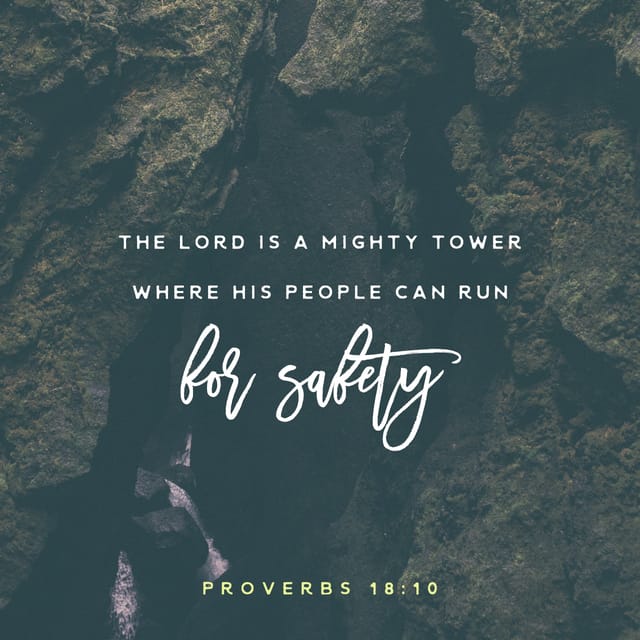 THE LORD IS A MIGHTY TOWER
WHERE HIS PEOPLE CAN RUN
for safety
PROVERBS 18:10